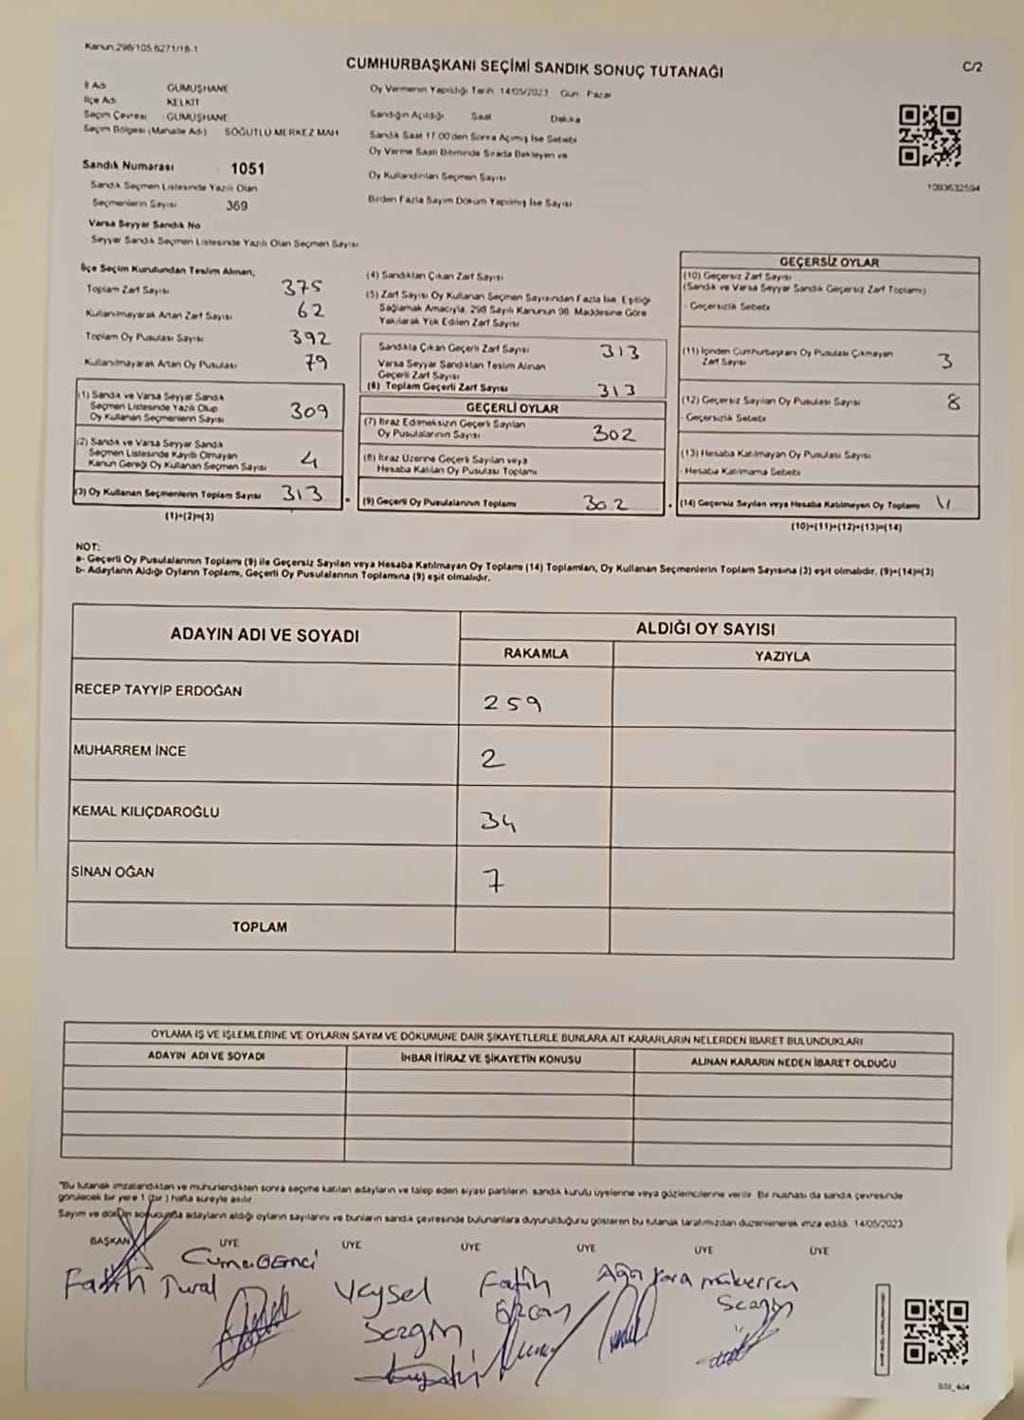 Kanun:298/105.6271/18-1
CUMHURBAŞKANI SEÇİMİ SANDIK SONUÇ TUTANAĞI
C/2
İl Adı GÜMÜŞHANE
İlçe Adı KELKİT
Seçim Çevresi GÜMÜŞHANE
Seçim Bölgesi (Mahalle Adı) SÖĞÜTLÜ MERKEZ MAH
Oy Vermenin Yapıldığı Tarih 14/05/2023 Gün Pazar
Sandığın Açıldığı Saat Dakika
Sandık Saat 17.00'den Sonra Açılmış İse Sebebi
Oy Verme Saati Bitiminde Sırada Bekleyen ve
Oy Kullandırılan Seçmen Sayısı
Birden Fazla Sayım Döküm Yapılmış İse Sayısı
1083632594
Sandık Numarası 1051
Sandık Seçmen Listesinde Yazılı Olan
Seçmenlerin Sayısı 369
Varsa Seyyar Sandık No
Seyyar Sandık Seçmen Listesinde Yazılı Olan Seçmen Sayısı
İlçe Seçim Kurulundan Teslim Alınan;
Toplam Zarf Sayısı 375
Kullanılmayarak Artan Zarf Sayısı 62
Toplam Oy Pusulası Sayısı 392
Kullanılmayarak Artan Oy Pusulası 79
(1) Sandık ve Varsa Seyyar Sandık
Seçmen Listesinde Yazılı Olup
Oy Kullanan Seçmenlerin Sayısı 309
(2) Sandık ve Varsa Seyyar Sandık
Seçmen Listesinde Kayıtlı Olmayan
Kanun Gereği Oy Kullanan Seçmen Sayısı 4
(3) Oy Kullanan Seçmenlerin Toplam Sayısı 313
(1)+(2)=(3)
(4) Sandıktan Çıkan Zarf Sayısı
(5) Zarf Sayısı Oy Kullanan Seçmen Sayısından Fazla İse, Eşitliği
Sağlamak Amacıyla, 298 Sayılı Kanunun 98. Maddesine Göre
Yakılarak Yok Edilen Zarf Sayısı
Sandıkta Çıkan Geçerli Zarf Sayısı 313
Varsa Seyyar Sandıktan Teslim Alınan
Geçerli Zarf Sayısı
(6) Toplam Geçerli Zarf Sayısı 313
GEÇERLİ OYLAR
(7) İtiraz Edilmeksizin Geçerli Sayılan
Oy Pusulalarının Sayısı 302
(8) İtiraz Üzerine Geçerli Sayılan veya
Hesaba Katılan Oy Pusulası Toplamı
(9) Geçerli Oy Pusulalarının Toplamı 302
GEÇERSİZ OYLAR
(10) Geçersiz Zarf Sayısı
(Sandık ve Varsa Seyyar Sandık Geçersiz Zarf Toplamı)
Geçersizlik Sebebi
(11) İçinden Cumhurbaşkanı Oy Pusulası Çıkmayan
Zarf Sayısı 3
(12) Geçersiz Sayılan Oy Pusulası Sayısı 8
Geçersizlik Sebebi
(13) Hesaba Katılmayan Oy Pusulası Sayısı
Hesaba Katılmama Sebebi
(14) Geçersiz Sayılan veya Hesaba Katılmayan Oy Toplamı 11
(10)+(11)+(12)+(13)=(14)
NOT:
a- Geçerli Oy Pusulalarının Toplamı (9) ile Geçersiz Sayılan veya Hesaba Katılmayan Oy Toplamı (14) Toplamları, Oy Kullanan Seçmenlerin Toplam Sayısına (3) eşit olmalıdır. (9)+(14)=(3)
b- Adayların Aldığı Oyların Toplamı, Geçerli Oy Pusulalarının Toplamına (9) eşit olmalıdır.
ADAYIN ADI VE SOYADI
ALDIĞI OY SAYISI
RAKAMLA YAZIYLA
RECEP TAYYİP ERDOĞAN 259
MUHARREM İNCE 2
KEMAL KILIÇDAROĞLU 34
SİNAN OĞAN 7
TOPLAM
OYLAMA İŞ VE İŞLEMLERİNE VE OYLARIN SAYIM VE DÖKÜMÜNE DAİR ŞİKAYETLERLE BUNLARA AİT KARARLARIN NELERDEN İBARET BULUNDUKLARI
ADAYIN ADI VE SOYADI İHBAR İTİRAZ VE ŞİKAYETİN KONUSU ALINAN KARARIN NEDEN İBARET OLDUĞU
"Bu tutanak imzalandıktan ve mühürlendikten sonra seçime katılan adayların ve talep eden siyasi partilerin sandık kurulu üyelerine veya gözlemcilerine verilir. Bir nüshası da sandık çevresinde
görülecek bir yere 1 (bir) hafta süreyle asılır
Sayım ve döküm sonucunda adayların aldığı oyların sayılarını ve bunların sandık çevresinde bulunanlara duyurulduğunu gösteren bu tutanak tarafımızdan düzenlenerek imza edildi. 14/05/2023
BAŞKAN ÜYE ÜYE ÜYE ÜYE ÜYE ÜYE
Fatih Tural
Cuma GENCİ
Veysel
Sezgin
Fatih
Özcan
Aga Kara
mükerren
Sezgin